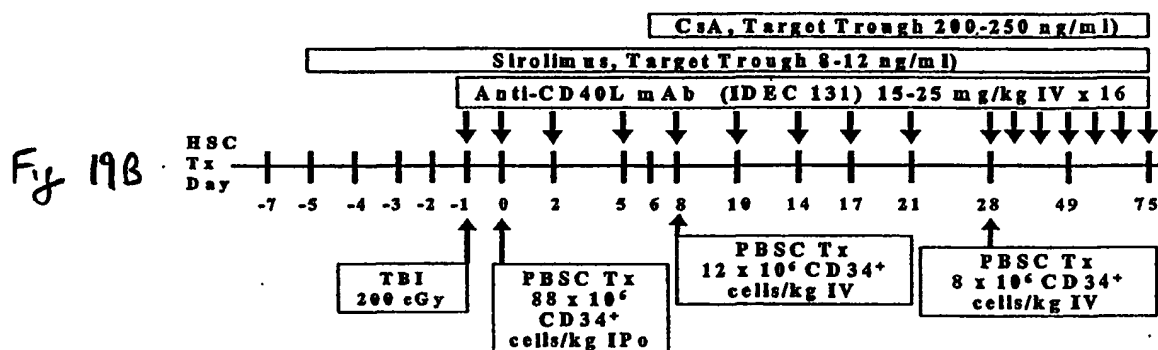 CsA, Target Trough 200-250 ng/ml)
Sirolimus, Target Trough 8-12 ng/ml)
Anti-CD40L mAb (IDEC 131) 15-25 mg/kg IV x 16
Fig 19B
HSC
Tx
Day
-7 -5 -4 -3 -2 -1 0 2 5 6 8 10 14 17 21 28 49 75
TBI
200 cGy
PBSC Tx
88 x 10⁶
CD34⁺
cells/kg IPo
PBSC Tx
12 x 10⁶ CD34⁺
cells/kg IV
PBSC Tx
8 x 10⁶ CD34⁺
cells/kg IV